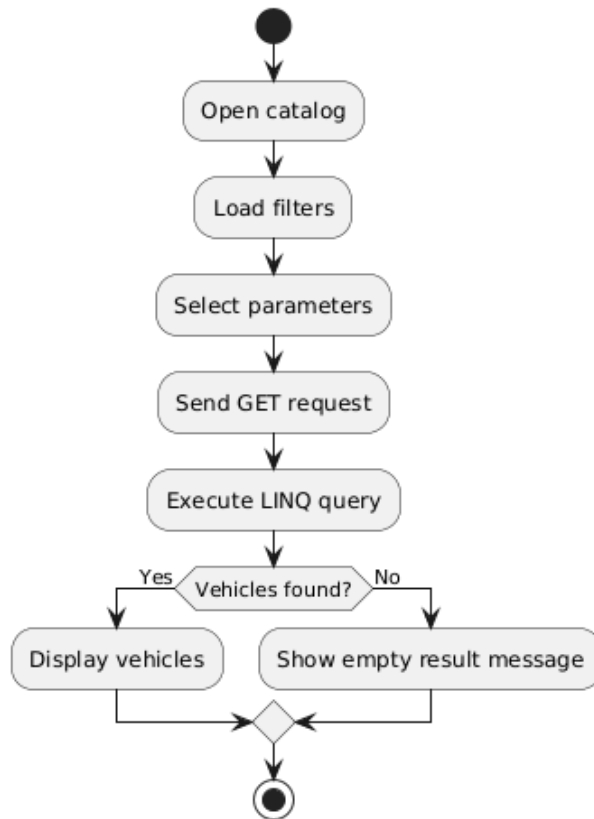 Open catalog
Load filters
Select parameters
Send GET request
Execute LINQ query
Yes
Vehicles found?
No
Display vehicles
Show empty result message